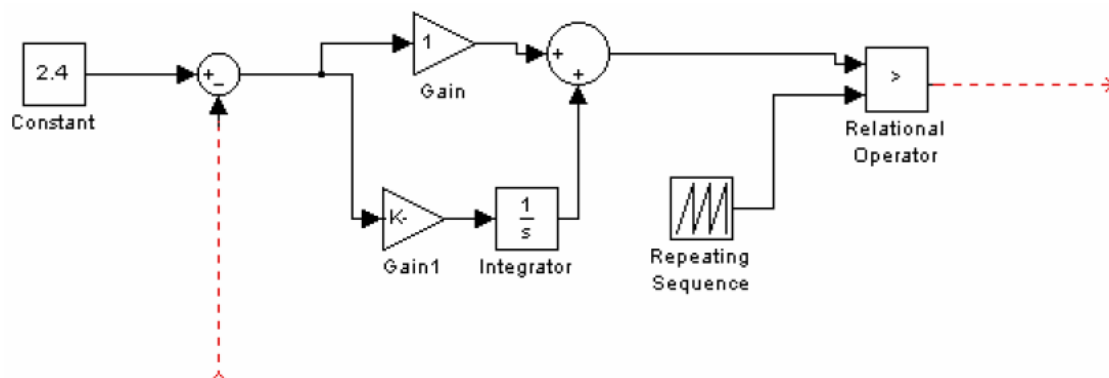 2.4
Constant
+
−
1
Gain
+
+
>
Relational
Operator
-K-
Gain1
1
s
Integrator
Repeating
Sequence